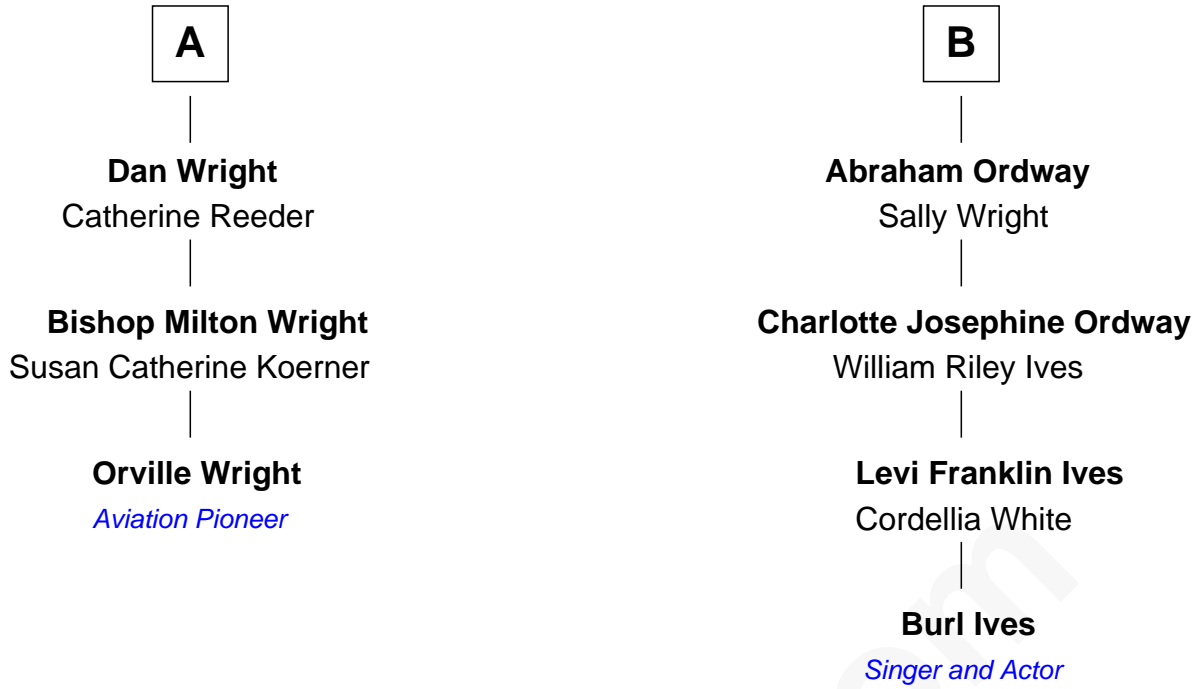 A
Dan Wright
Catherine Reeder
Bishop Milton Wright
Susan Catherine Koerner
Orville Wright
Aviation Pioneer
B
Abraham Ordway
Sally Wright
Charlotte Josephine Ordway
William Riley Ives
Levi Franklin Ives
Cordellia White
Burl Ives
Singer and Actor